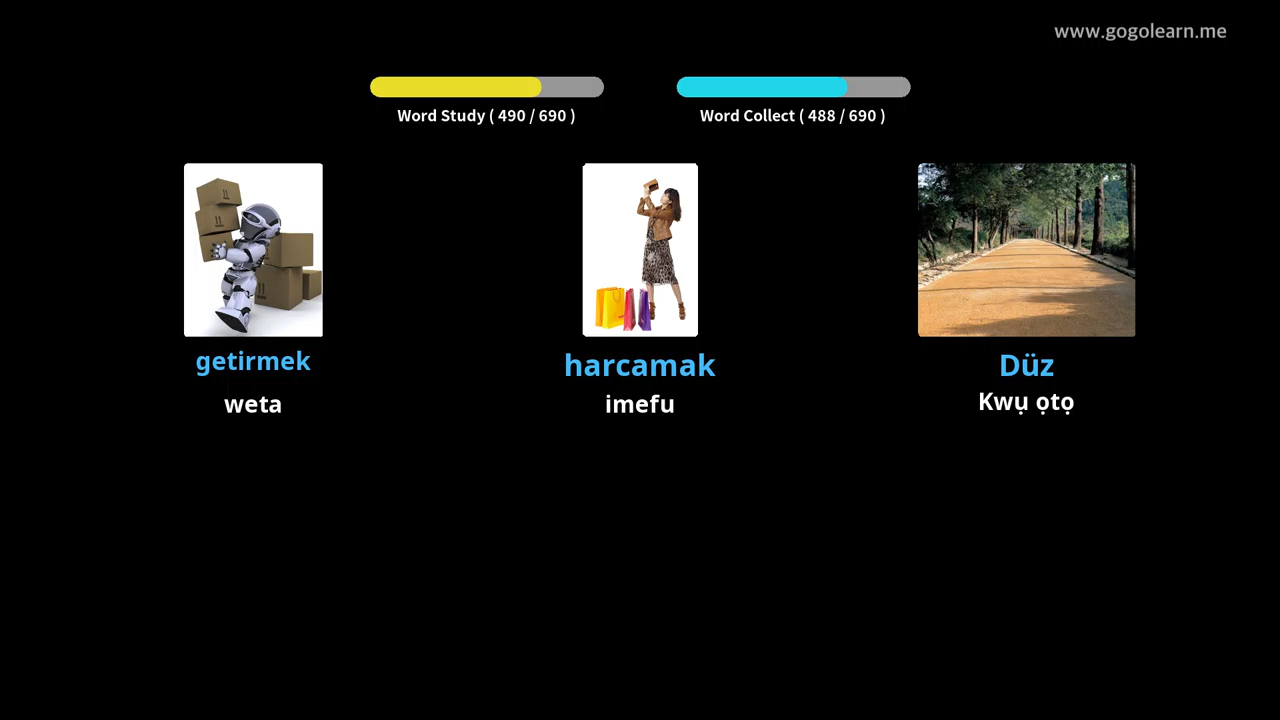 www.gogolearn.me
Word Study ( 490 / 690 )
Word Collect ( 488 / 690 )
getirmek
harcamak
Düz
weta
imefu
Kwụ ọtọ